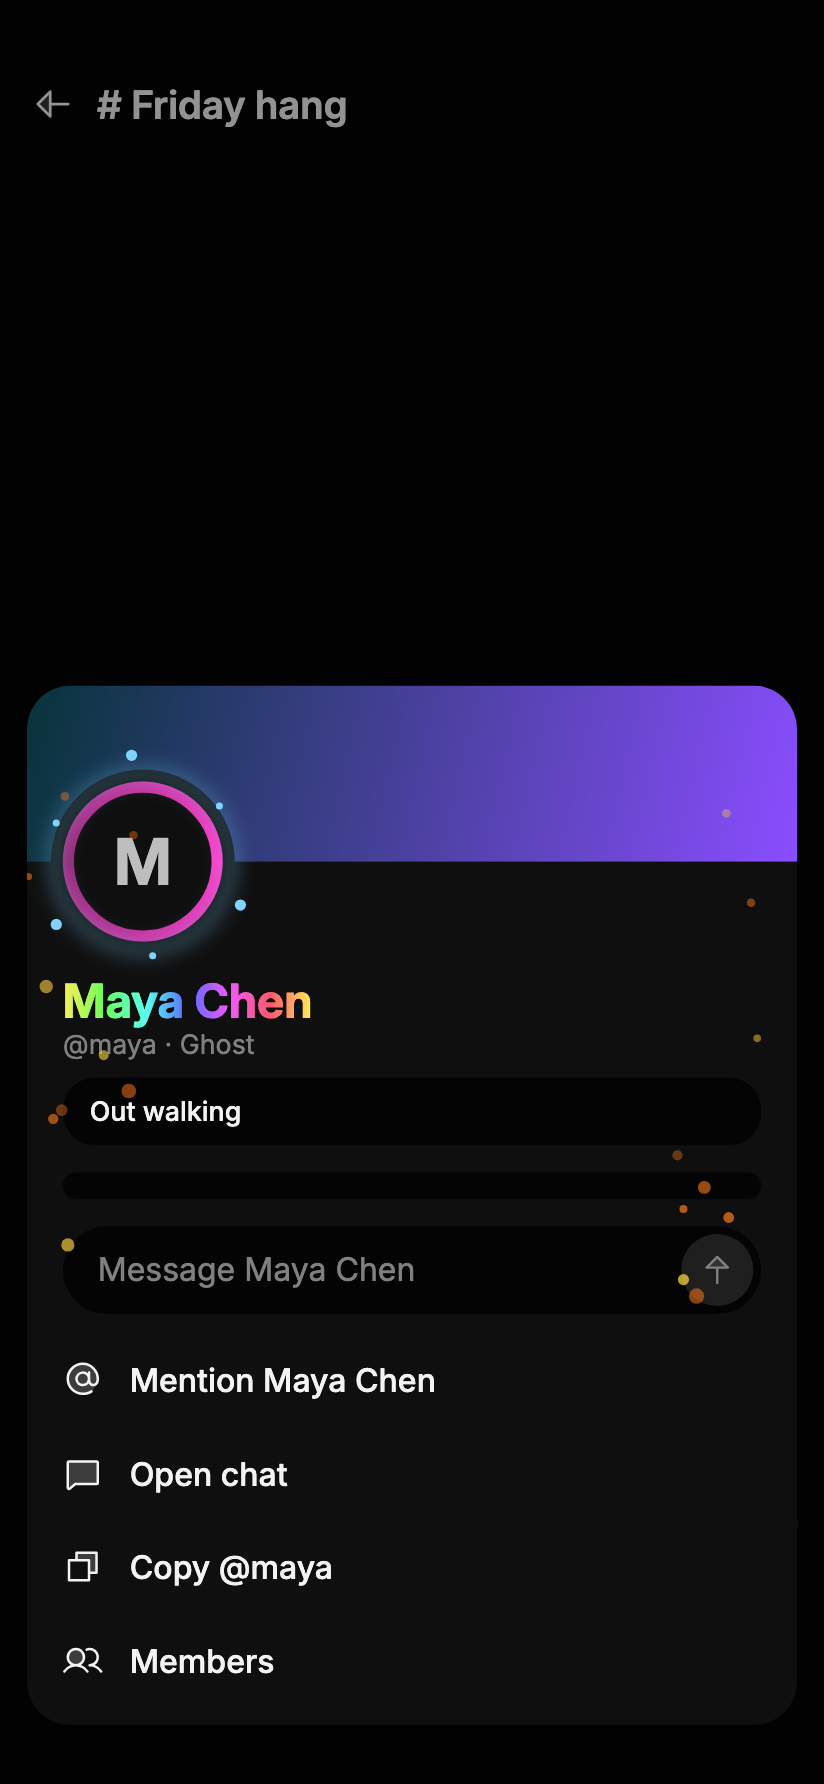 # Friday hang
M
Maya Chen
@maya · Ghost
Out walking
Message Maya Chen
Mention Maya Chen
Open chat
Copy @maya
Members